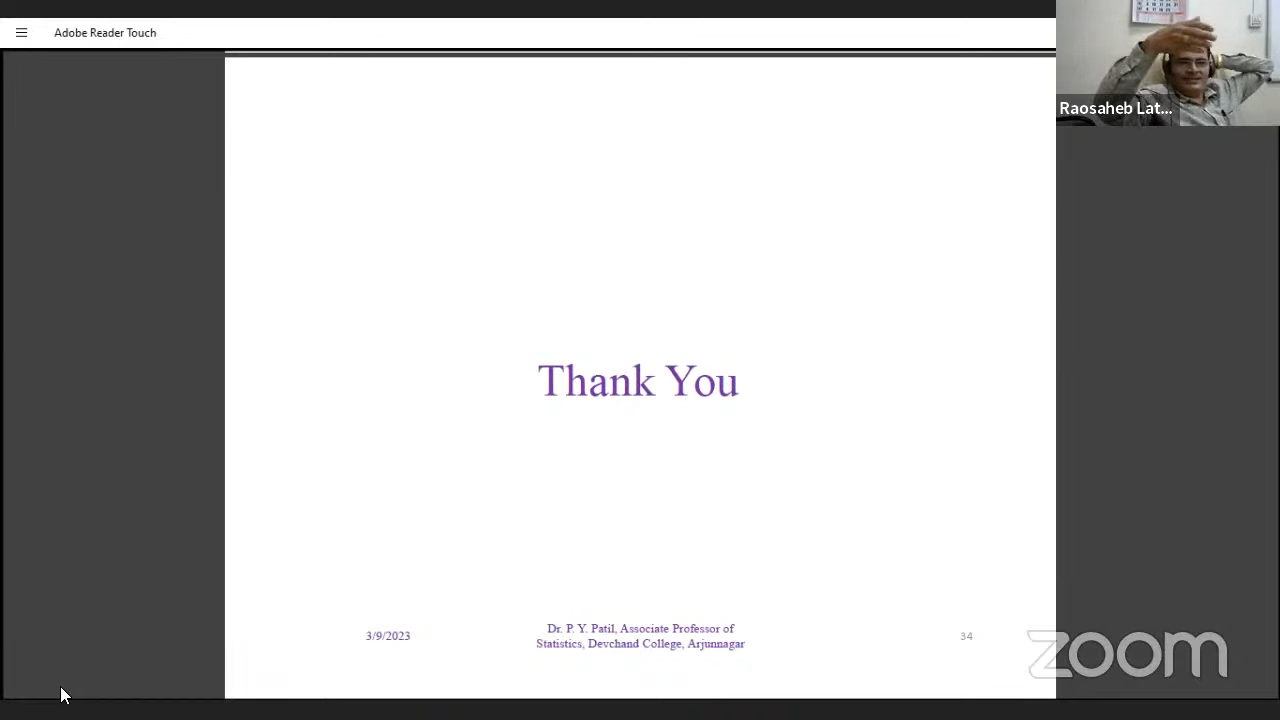 Adobe Reader Touch
Raosaheb Lat...
Thank You
3/9/2023
Dr. P. Y. Patil, Associate Professor of
Statistics, Devchand College, Arjunnagar
34
zoom